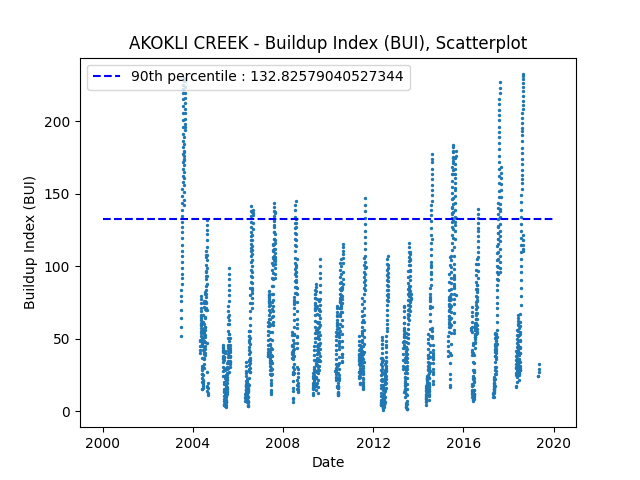 AKOKLI CREEK - Buildup Index (BUI), Scatterplot
90th percentile : 132.82579040527344
Buildup Index (BUI)
200
150
100
50
0
2000 2004 2008 2012 2016 2020
Date